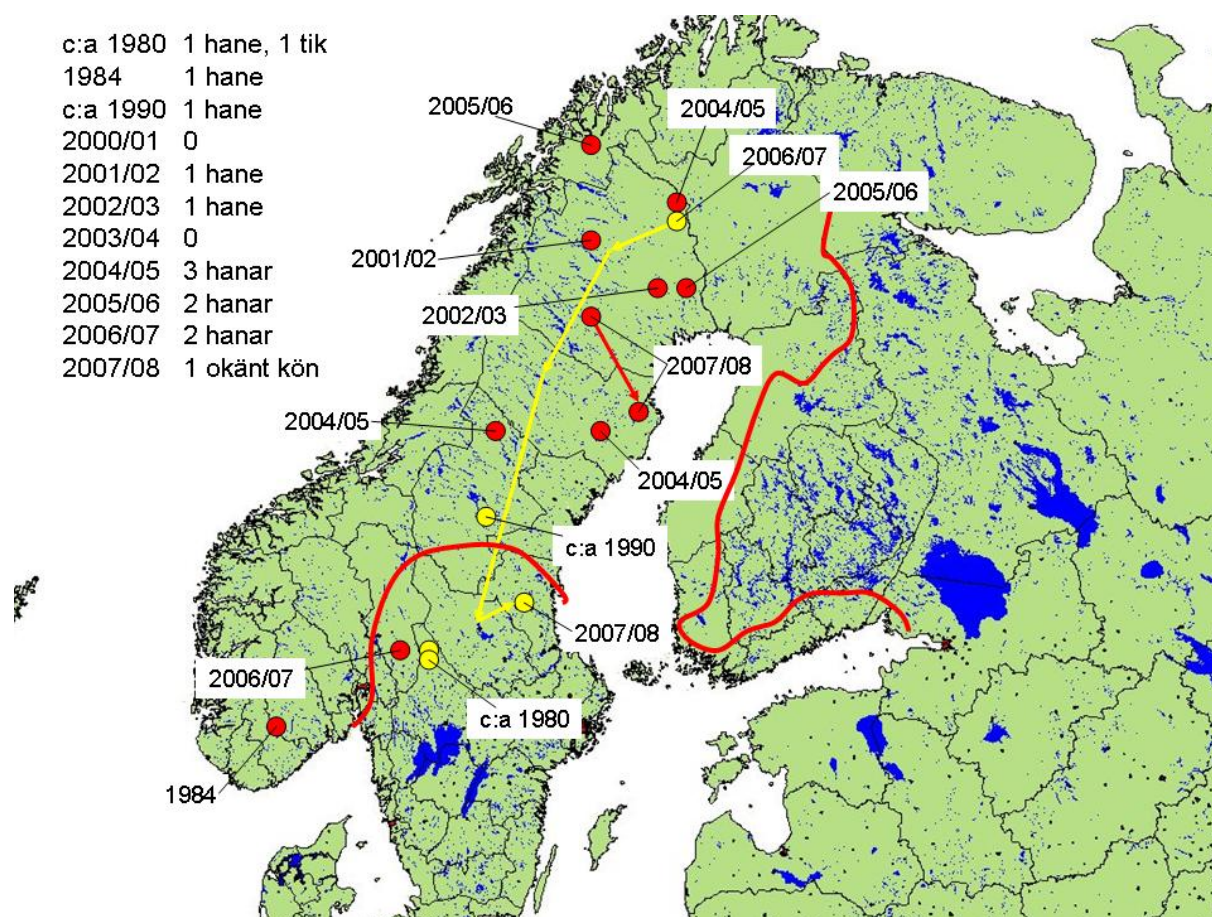 c:a 1980 1 hane, 1 tik
1984 1 hane
c:a 1990 1 hane
2000/01 0
2001/02 1 hane
2002/03 1 hane
2003/04 0
2004/05 3 hanar
2005/06 2 hanar
2006/07 2 hanar
2007/08 1 okänt kön
2005/06
2004/05
2006/07
2005/06
2001/02
2002/03
2007/08
2004/05
2004/05
c:a 1990
2007/08
2006/07
c:a 1980
1984